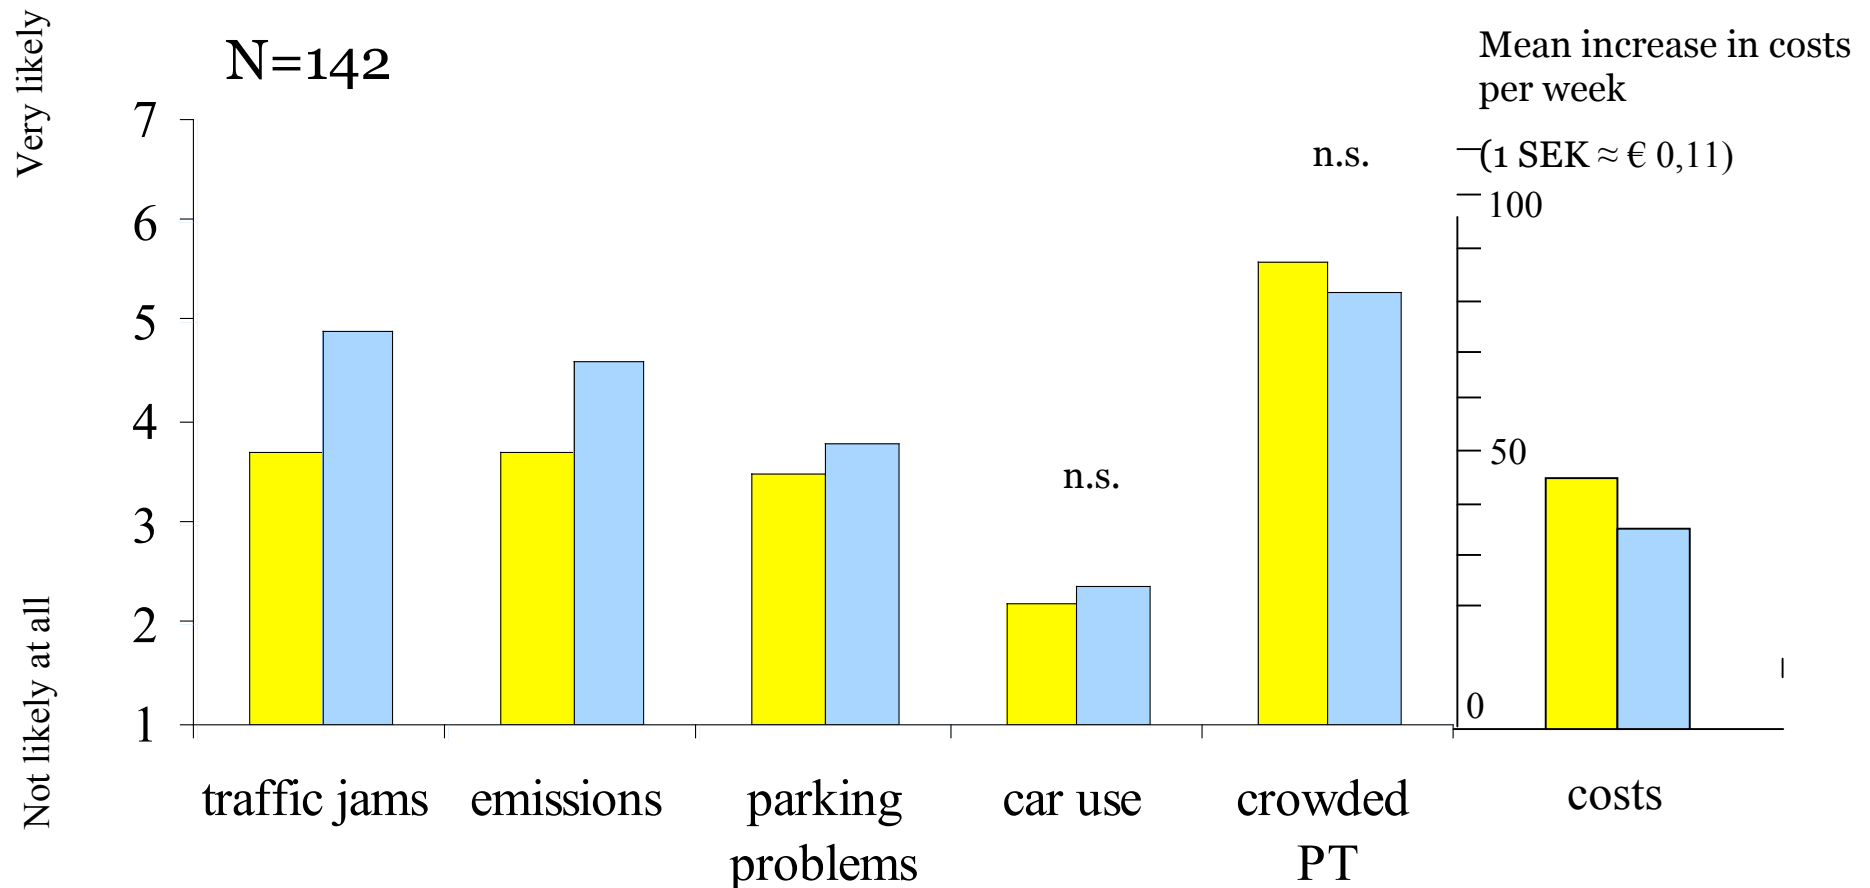 Very likely
Not likely at all
N=142
7
6
5
4
3
2
1
n.s.
n.s.
Mean increase in costs
per week
(1 SEK ≈ € 0,11)
100
50
0
traffic jams
emissions
parking
problems
car use
crowded
PT
costs